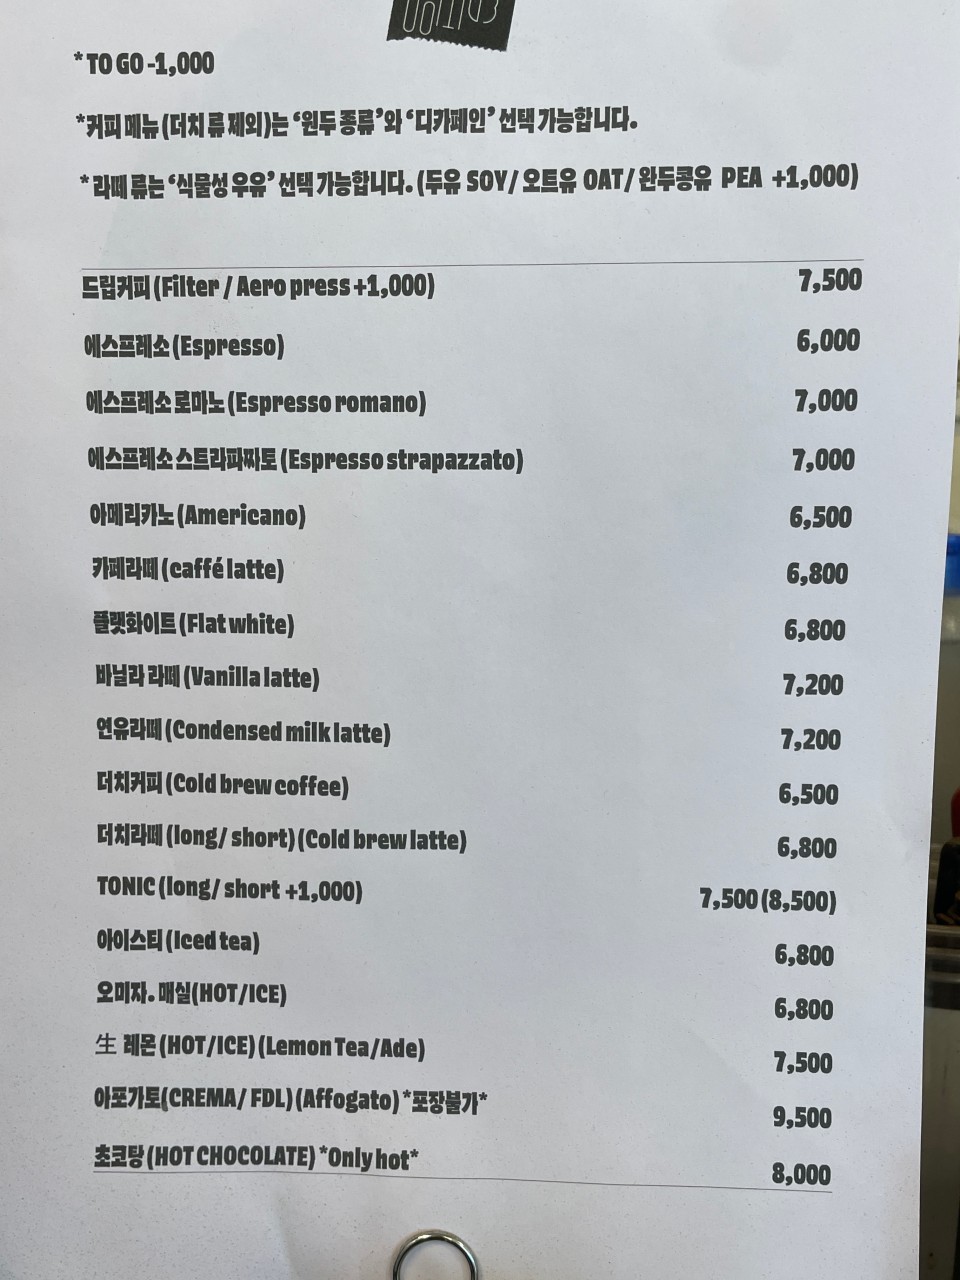 * TO GO -1,000
*커피 메뉴 (더치 류 제외)는 ‘원두 종류’와 ‘디카페인’ 선택 가능합니다.
* 라떼 류는 ‘식물성 우유’ 선택 가능합니다. (두유 SOY/ 오트유 OAT/ 완두콩유 PEA +1,000)
드립커피 (Filter / Aero press +1,000) 7,500
에스프레소 (Espresso) 6,000
에스프레소 로마노 (Espresso romano) 7,000
에스프레소 스트라파짜토 (Espresso strapazzato) 7,000
아메리카노 (Americano) 6,500
카페라떼 (caffé latte) 6,800
플랫화이트 (Flat white) 6,800
바닐라 라떼 (Vanilla latte) 7,200
연유라떼 (Condensed milk latte) 7,200
더치커피 (Cold brew coffee) 6,500
더치라떼 (long/ short) (Cold brew latte) 6,800
TONIC (long/ short +1,000) 7,500 (8,500)
아이스티 (Iced tea) 6,800
오미자. 매실(HOT/ICE) 6,800
生 레몬 (HOT/ICE) (Lemon Tea/Ade) 7,500
아포가토(CREMA/ FDL) (Affogato) *포장불가* 9,500
초코탕 (HOT CHOCOLATE) *Only hot* 8,000